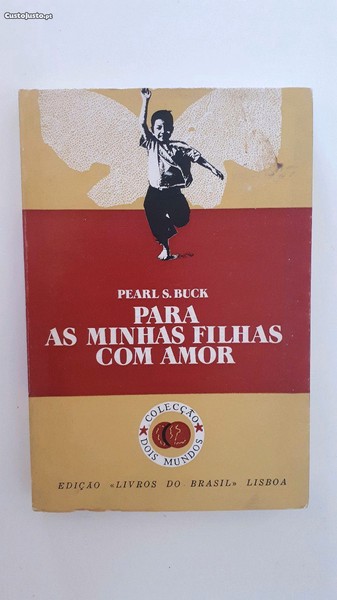 CustoJusto.pt
PEARL S. BUCK
PARA
AS MINHAS FILHAS
COM AMOR
COLECÇÃO
DOIS MUNDOS
EDIÇÃO «LIVROS DO BRASIL» LISBOA